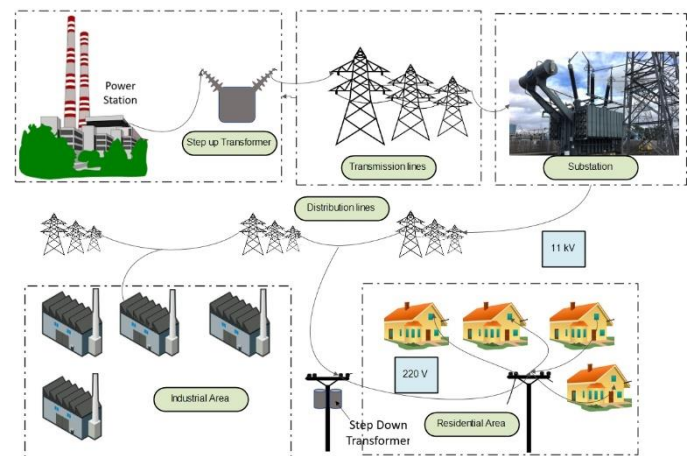 Power
Station
Step up Transformer
Transmission lines
Substation
Distribution lines
11 kV
220 V
Industrial Area
Step Down
Transformer
Residential Area